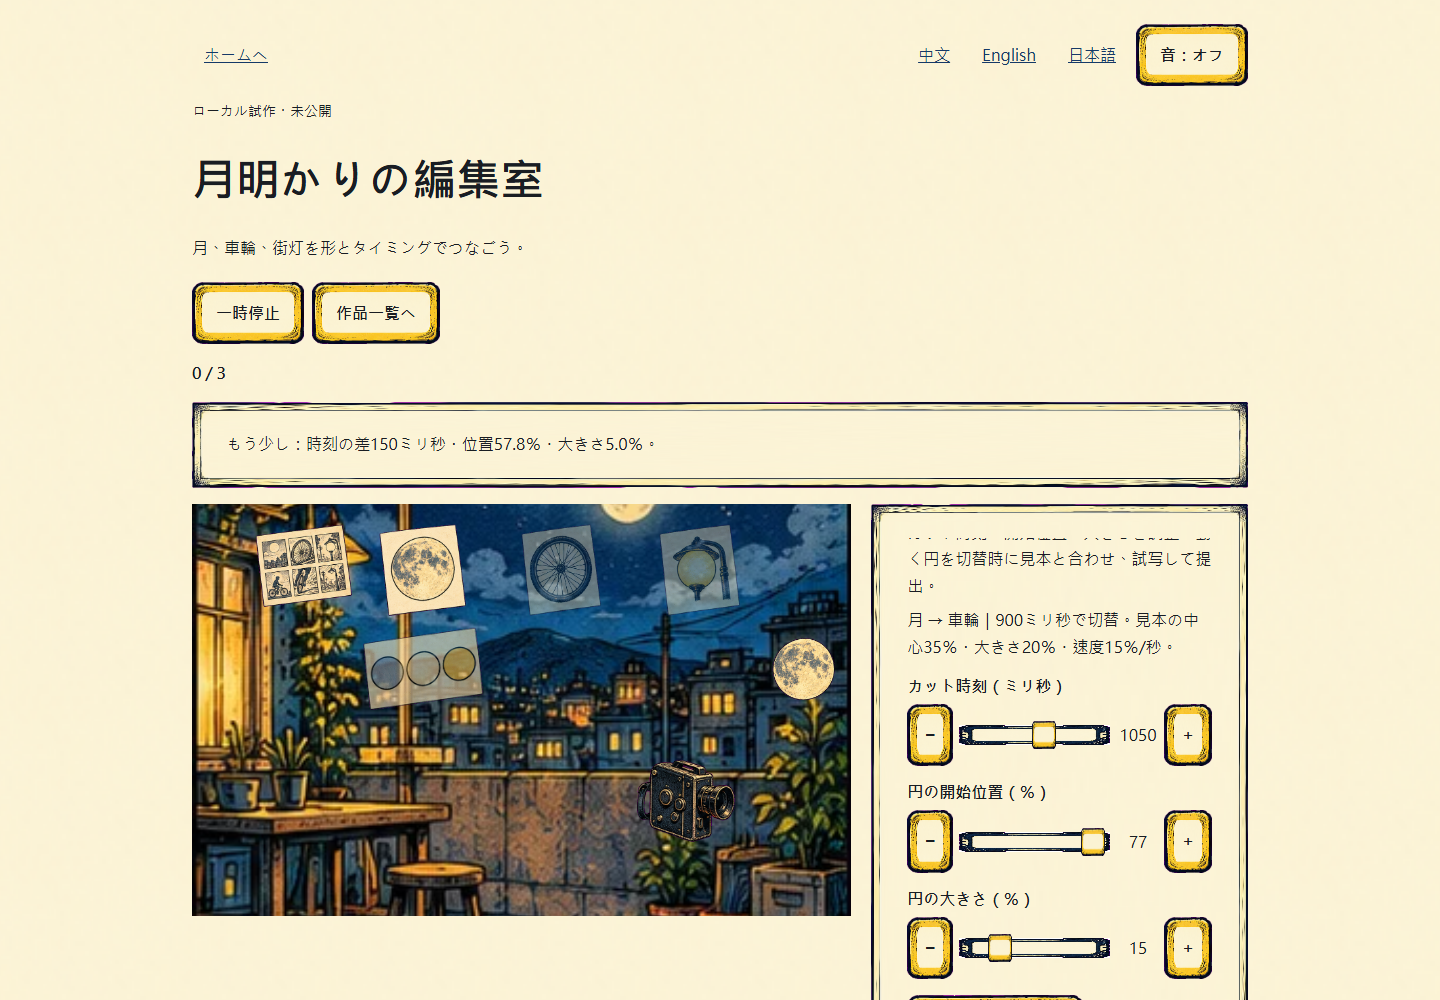 ホームへ
中文 English 日本語 音：オフ
ローカル試作・未公開
月明かりの編集室
月、車輪、街灯を形とタイミングでつなごう。
一時停止 作品一覧へ
0 / 3
もう少し：時刻の差150ミリ秒・位置57.8%・大きさ5.0%。
く円を切替時に見本と合わせ、試写して提
出。
月 → 車輪 | 900ミリ秒で切替。見本の中
心35%・大きさ20%・速度15%/秒。
カット時刻（ミリ秒）
− 1050 +
円の開始位置（%）
− 77 +
円の大きさ（%）
− 15 +